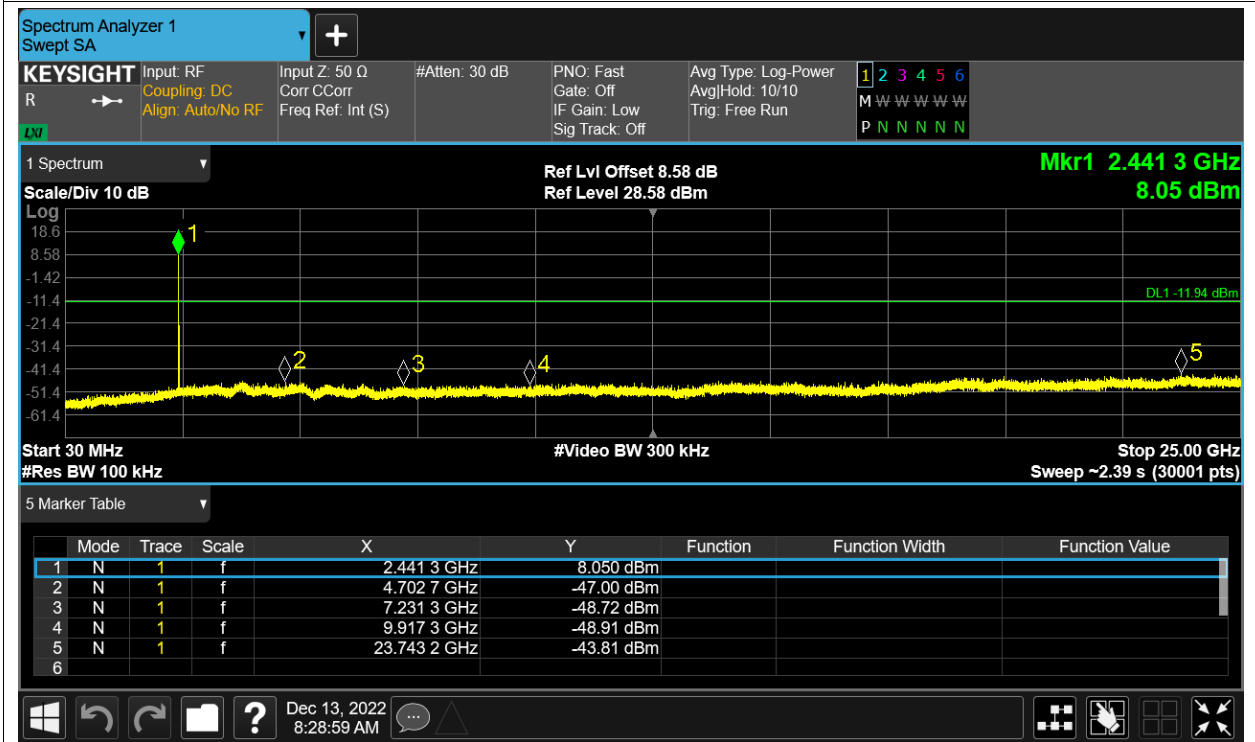 Spectrum Analyzer 1
Swept SA
KEYSIGHT
R
LXI
Input: RF
Coupling: DC
Align: Auto/No RF
Input Z: 50 Ω
Corr CCorr
Freq Ref: Int (S)
#Atten: 30 dB
PNO: Fast
Gate: Off
IF Gain: Low
Sig Track: Off
Avg Type: Log-Power
Avg|Hold: 10/10
Trig: Free Run
1 2 3 4 5 6
M W W W W W
P N N N N N
1 Spectrum
Scale/Div 10 dB
Ref Lvl Offset 8.58 dB
Ref Level 28.58 dBm
Mkr1 2.441 3 GHz
8.05 dBm
Log
18.6
8.58
-1.42
-11.4
-21.4
-31.4
-41.4
-51.4
-61.4
1
2
3
4
5
DL1 -11.94 dBm
Start 30 MHz
#Res BW 100 kHz
#Video BW 300 kHz
Stop 25.00 GHz
Sweep ~2.39 s (30001 pts)
5 Marker Table
Mode Trace Scale X Y Function Function Width Function Value
1 N 1 f 2.441 3 GHz 8.050 dBm
2 N 1 f 4.702 7 GHz -47.00 dBm
3 N 1 f 7.231 3 GHz -48.72 dBm
4 N 1 f 9.917 3 GHz -48.91 dBm
5 N 1 f 23.743 2 GHz -43.81 dBm
6
?
Dec 13, 2022
8:28:59 AM